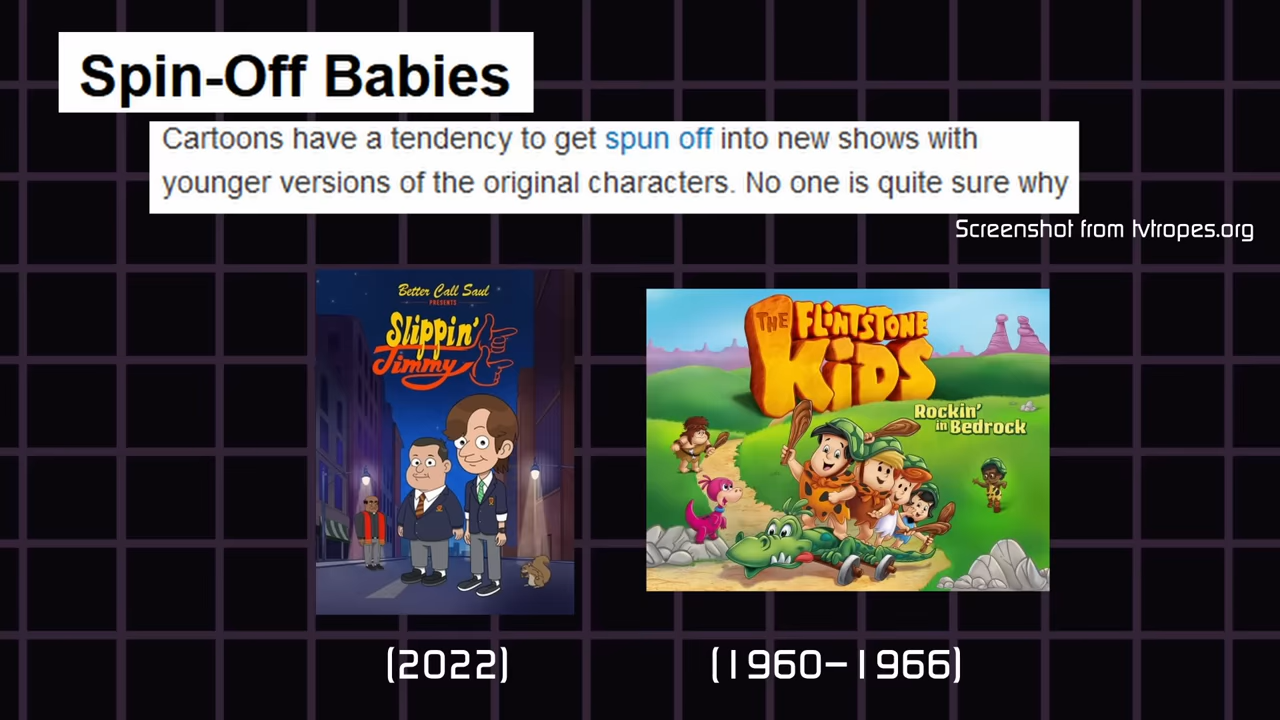 Spin-Off Babies
Cartoons have a tendency to get spun off into new shows with
younger versions of the original characters. No one is quite sure why
Screenshot from tvtropes.org
Better Call Saul
PRESENTS
Slippin'
Jimmy
THE FLINTSTONE
KIDS
Rockin'
in Bedrock
(2022)
(1960-1966)